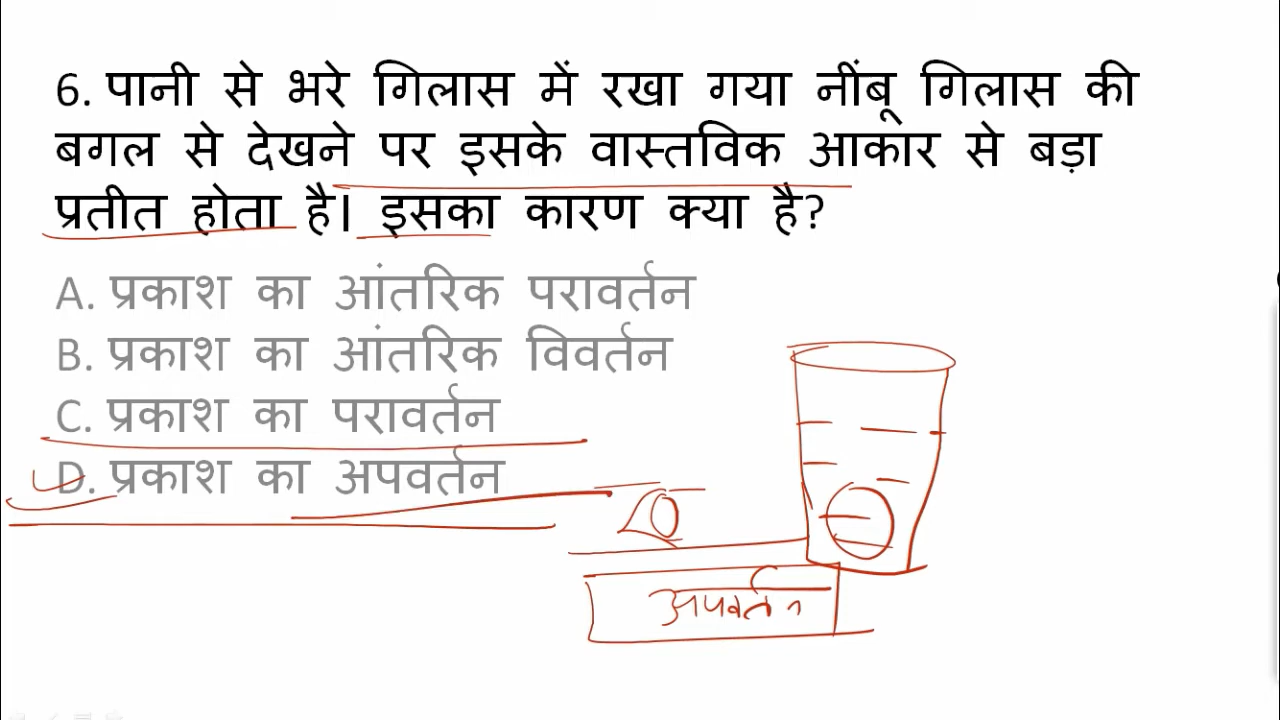 6. पानी से भरे गिलास में रखा गया नींबू गिलास की
बगल से देखने पर इसके वास्तविक आकार से बड़ा
प्रतीत होता है। इसका कारण क्या है?
A. प्रकाश का आंतरिक परावर्तन
B. प्रकाश का आंतरिक विवर्तन
C. प्रकाश का परावर्तन
D. प्रकाश का अपवर्तन
अपवर्तन